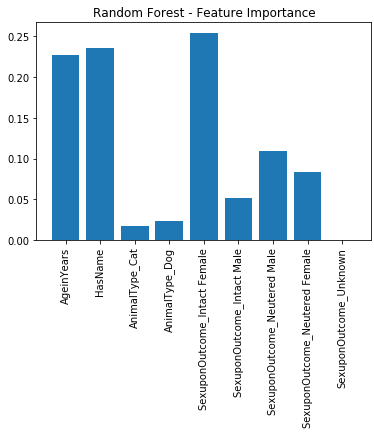 Random Forest - Feature Importance
0.25
0.20
0.15
0.10
0.05
0.00
AgeinYears
HasName
AnimalType_Cat
AnimalType_Dog
SexuponOutcome_Intact Female
SexuponOutcome_Intact Male
SexuponOutcome_Neutered Male
SexuponOutcome_Neutered Female
SexuponOutcome_Unknown